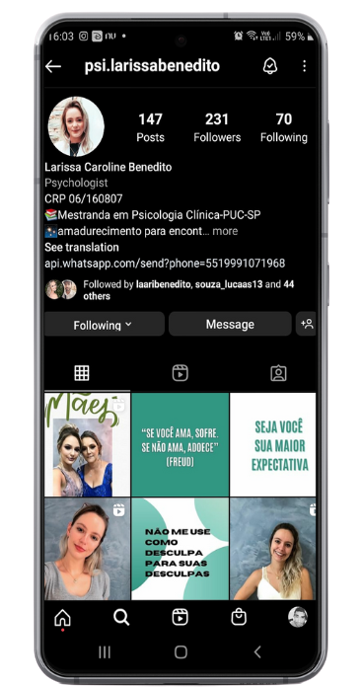 16:03
59%
psi.larissabenedito
147
231
70
Posts
Followers
Following
Larissa Caroline Benedito
Psychologist
CRP 06/160807
📚Mestranda em Psicologia Clínica-PUC-SP
amadurecimento para encont… more
See translation
api.whatsapp.com/send?phone=5519991071968
Followed by laaribenedito, souza_lucaas13 and 44
others
Following
Message
Mães
"SE VOCÊ AMA, SOFRE.
SE NÃO AMA, ADOECE"
(FREUD)
SEJA VOCÊ
SUA MAIOR
EXPECTATIVA
NÃO ME USE
COMO
DESCULPA
PARA SUAS
DESCULPAS